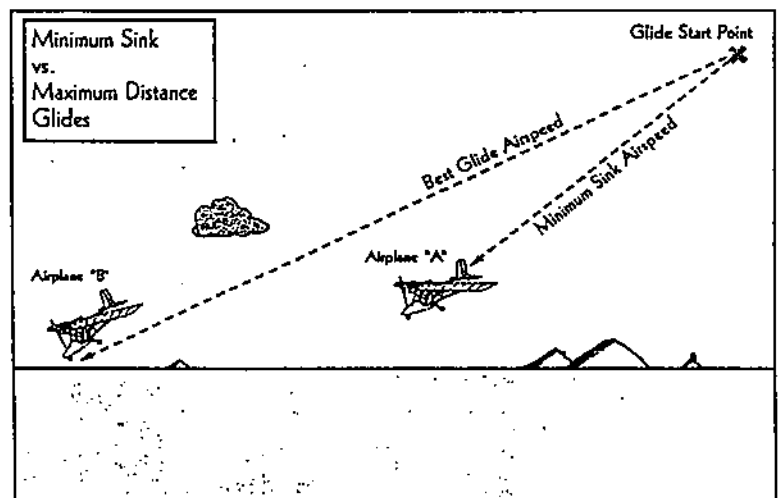 Minimum Sink
vs.
Maximum Distance
Glides
Glide Start Point
Best Glide Airspeed
Minimum Sink Airspeed
Airplane "A"
Airplane "B"